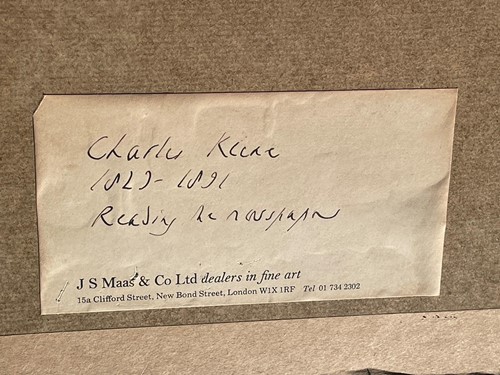 Charles Keene
1823-1891
Reading the newspaper
J S Maas & Co Ltd dealers in fine art
15a Clifford Street, New Bond Street, London W1X 1RF Tel 01 734 2302